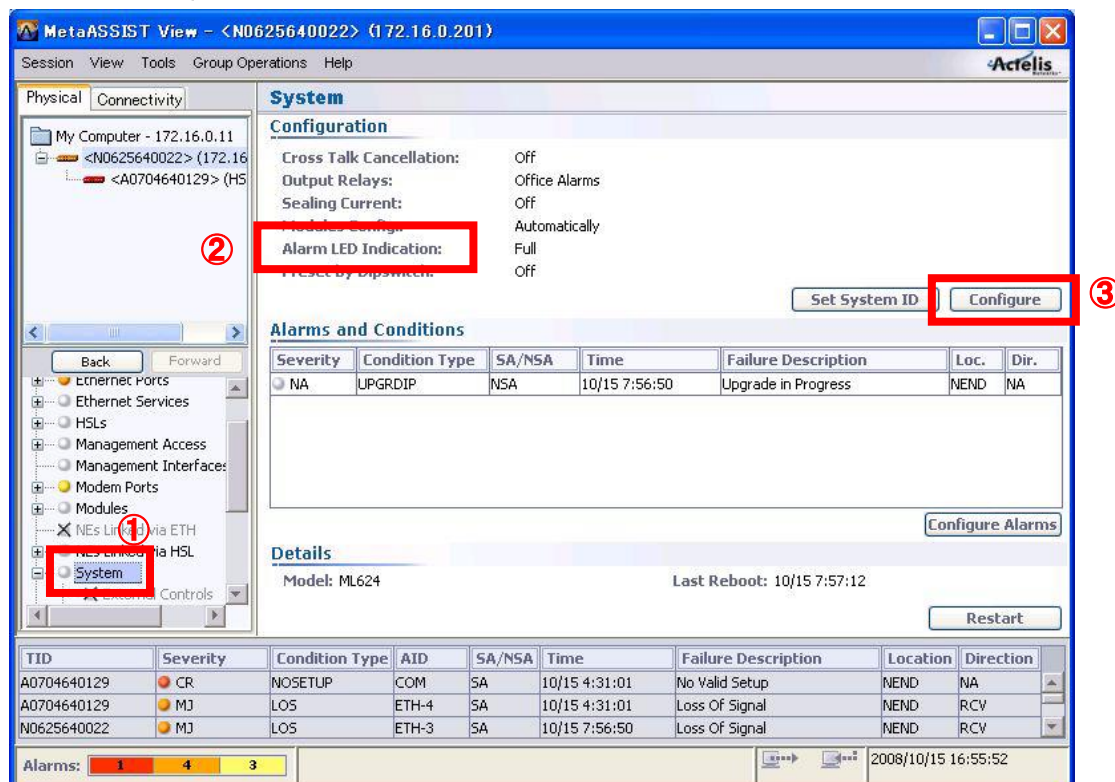 MetaASSIST View - <N0625640022> (172.16.0.201)
Session View Tools Group Operations Help
Actelis
Physical Connectivity
My Computer - 172.16.0.11
<N0625640022> (172.16
<A0704640129> (HS
Back Forward
Ethernet Ports
Ethernet Services
HSLs
Management Access
Management Interfaces
Modem Ports
Modules
NEs Linked via ETH
①
NEs Linked via HSL
System
External Controls
System
Configuration
Cross Talk Cancellation: Off
Output Relays: Office Alarms
Sealing Current: Off
Modules Config.: Automatically
② Alarm LED Indication: Full
Preset by Dipswitch: Off
Set System ID Configure ③
Alarms and Conditions
Severity Condition Type SA/NSA Time Failure Description Loc. Dir.
NA UPGRDIP NSA 10/15 7:56:50 Upgrade in Progress NEND NA
Configure Alarms
Details
Model: ML624 Last Reboot: 10/15 7:57:12
Restart
TID Severity Condition Type AID SA/NSA Time Failure Description Location Direction
A0704640129 CR NOSETUP COM SA 10/15 4:31:01 No Valid Setup NEND NA
A0704640129 MJ LOS ETH-4 SA 10/15 4:31:01 Loss Of Signal NEND RCV
N0625640022 MJ LOS ETH-3 SA 10/15 7:56:50 Loss Of Signal NEND RCV
Alarms: 1 4 3 2008/10/15 16:55:52